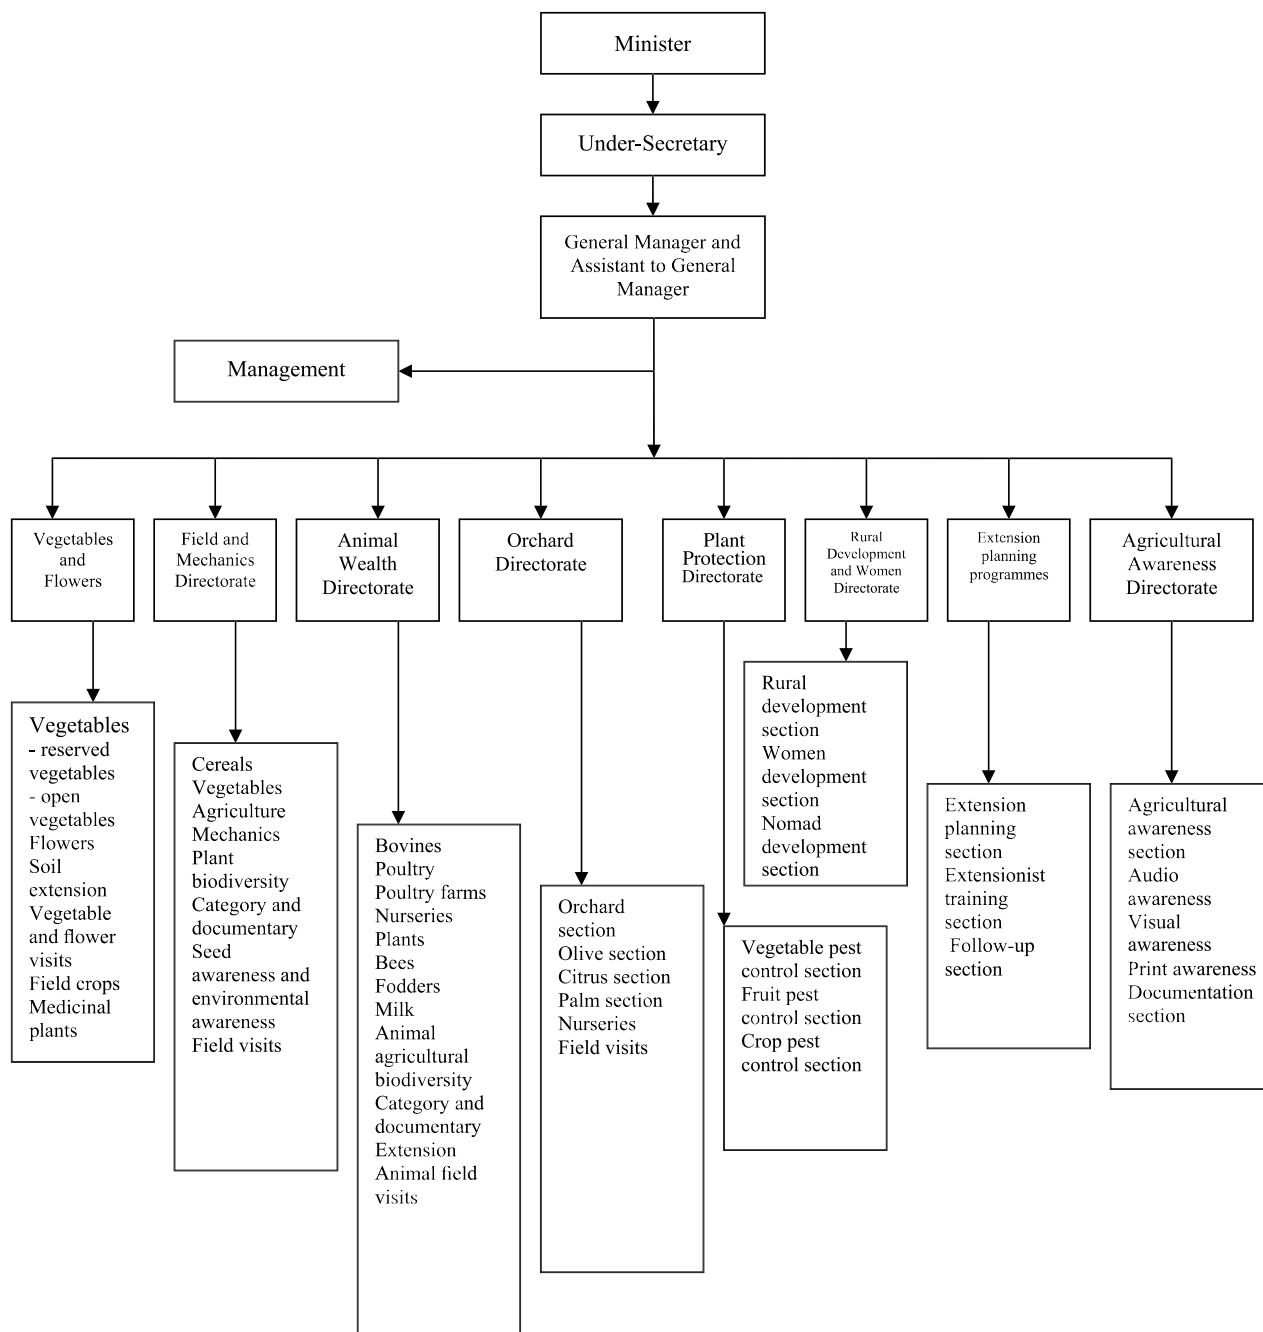 Minister
Under-Secretary
General Manager and
Assistant to General
Manager
Management
Vegetables
and
Flowers
Field and
Mechanics
Directorate
Animal
Wealth
Directorate
Orchard
Directorate
Plant
Protection
Directorate
Rural
Development
and Women
Directorate
Extension
planning
programmes
Agricultural
Awareness
Directorate
Vegetables
- reserved
vegetables
- open
vegetables
Flowers
Soil
extension
Vegetable
and flower
visits
Field crops
Medicinal
plants
Cereals
Vegetables
Agriculture
Mechanics
Plant
biodiversity
Category and
documentary
Seed
awareness and
environmental
awareness
Field visits
Bovines
Poultry
Poultry farms
Nurseries
Plants
Bees
Fodders
Milk
Animal
agricultural
biodiversity
Category and
documentary
Extension
Animal field
visits
Orchard
section
Olive section
Citrus section
Palm section
Nurseries
Field visits
Vegetable pest
control section
Fruit pest
control section
Crop pest
control section
Rural
development
section
Women
development
section
Nomad
development
section
Extension
planning
section
Extensionist
training
section
Follow-up
section
Agricultural
awareness
section
Audio
awareness
Visual
awareness
Print awareness
Documentation
section